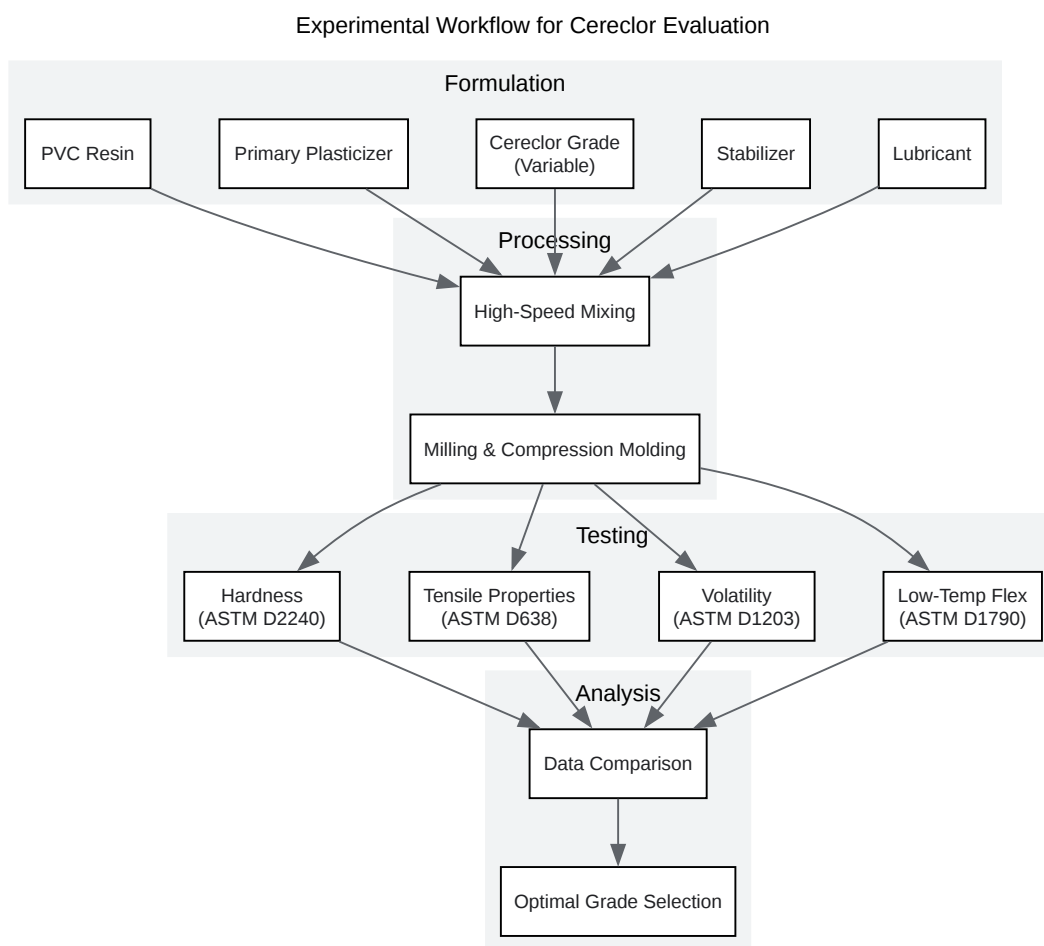 Experimental Workflow for Cereclor Evaluation
Formulation
PVC Resin
Primary Plasticizer
Cereclor Grade
(Variable)
Stabilizer
Lubricant
Processing
High-Speed Mixing
Milling & Compression Molding
Testing
Hardness
(ASTM D2240)
Tensile Properties
(ASTM D638)
Volatility
(ASTM D1203)
Low-Temp Flex
(ASTM D1790)
Analysis
Data Comparison
Optimal Grade Selection